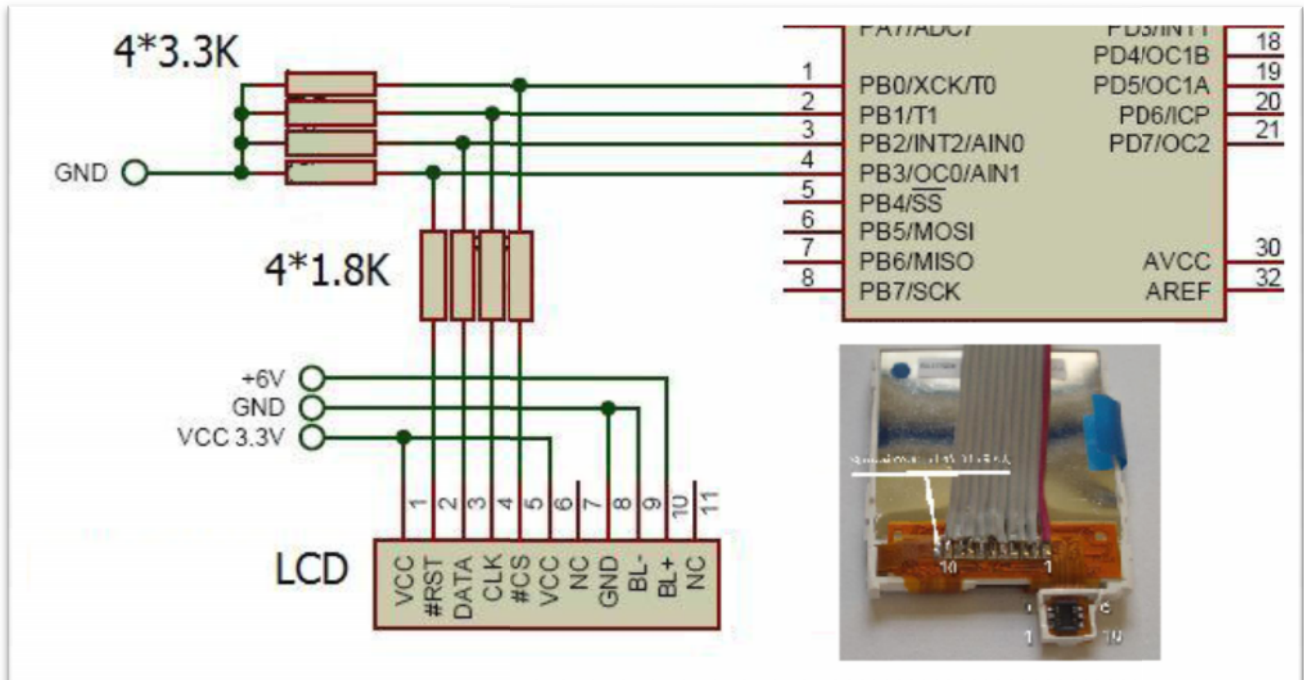 4*3.3K
GND
4*1.8K
+6V
GND
VCC 3.3V
LCD
1
2
3
4
5
6
7
8
9
10
11
VCC
#RST
DATA
CLK
#CS
VCC
NC
GND
BL-
BL+
NC
PA7/ADC7
1 PB0/XCK/T0
2 PB1/T1
3 PB2/INT2/AIN0
4 PB3/OC0/AIN1
5 PB4/SS
6 PB5/MOSI
7 PB6/MISO
8 PB7/SCK
PD3/INT1
PD4/OC1B 18
PD5/OC1A 19
PD6/ICP 20
PD7/OC2 21
AVCC 30
AREF 32
10 1
1